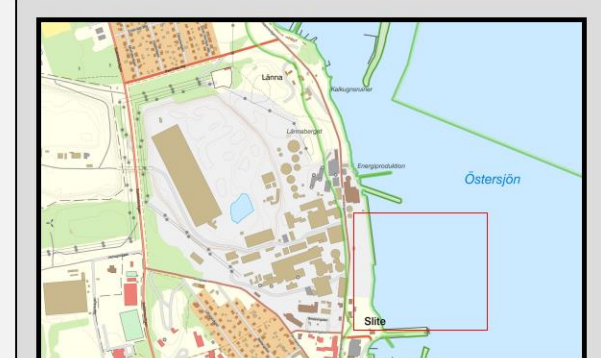 Länna
Kalkugnsruiner
Lännaberget
Energiproduktion
Östersjön
Slite